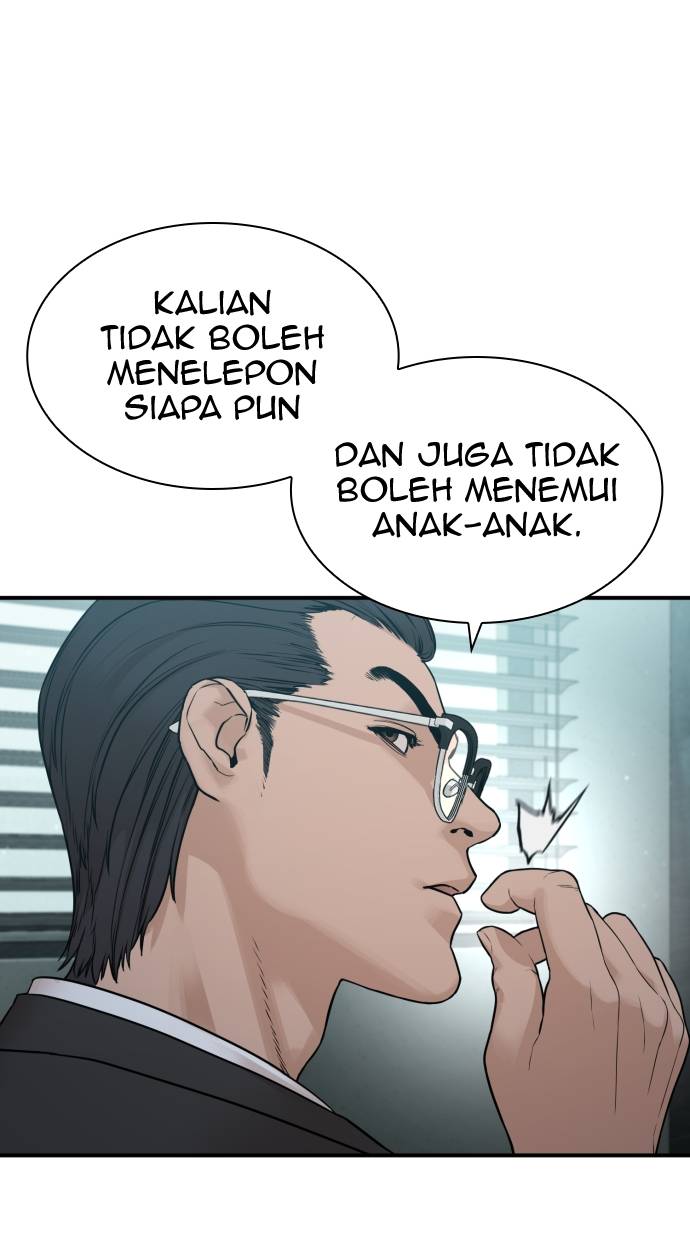 KALIAN
TIDAK BOLEH
MENELEPON
SIAPA PUN
DAN JUGA TIDAK
BOLEH MENEMUI
ANAK-ANAK.